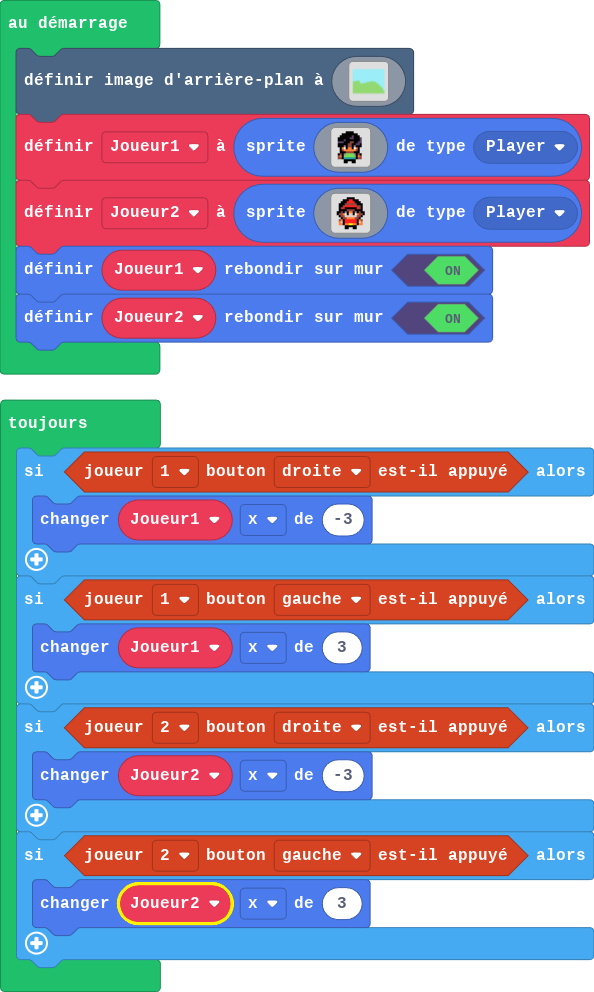 au démarrage
définir image d'arrière-plan à
définir Joueur1 à sprite de type Player
définir Joueur2 à sprite de type Player
définir Joueur1 rebondir sur mur ON
définir Joueur2 rebondir sur mur ON
toujours
si joueur 1 bouton droite est-il appuyé alors
changer Joueur1 x de -3
si joueur 1 bouton gauche est-il appuyé alors
changer Joueur1 x de 3
si joueur 2 bouton droite est-il appuyé alors
changer Joueur2 x de -3
si joueur 2 bouton gauche est-il appuyé alors
changer Joueur2 x de 3